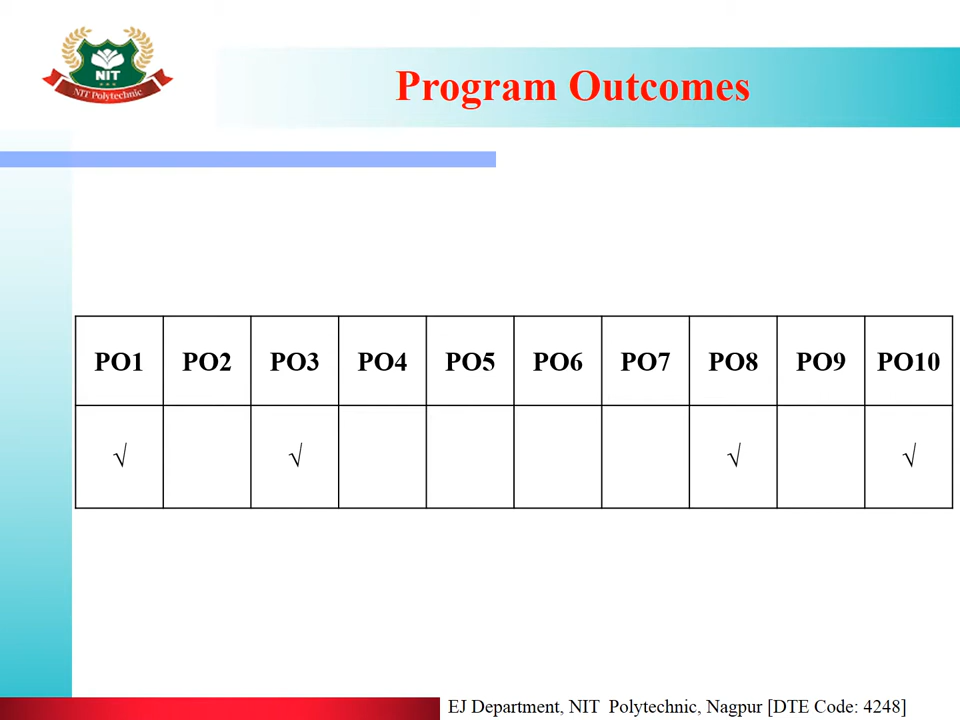 NIT
NIT Polytechnic
Program Outcomes
PO1 PO2 PO3 PO4 PO5 PO6 PO7 PO8 PO9 PO10
√ √ √ √
EJ Department, NIT Polytechnic, Nagpur [DTE Code: 4248]